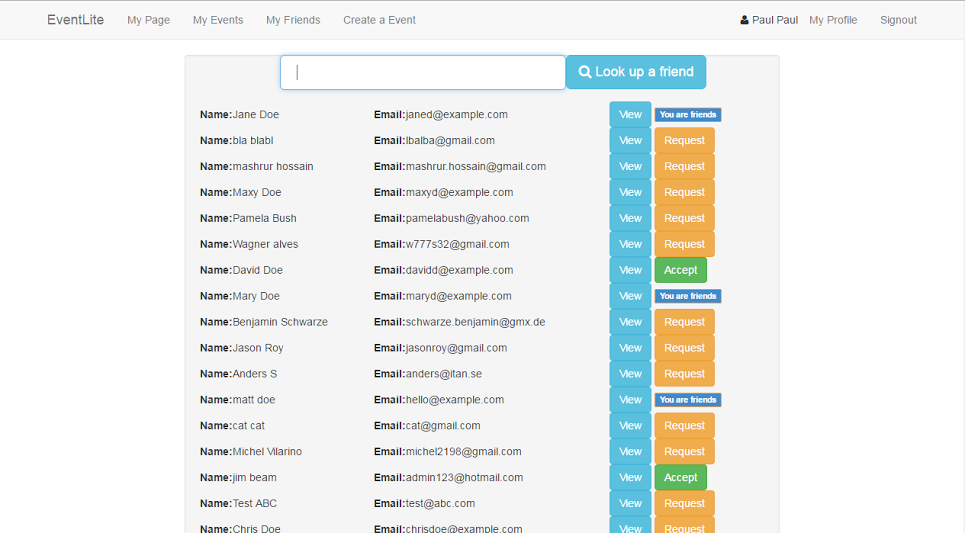 EventLite My Page My Events My Friends Create a Event Paul Paul My Profile Signout
Look up a friend
Name:Jane Doe Email:janed@example.com View You are friends
Name:bla blabl Email:lbalba@gmail.com View Request
Name:mashrur hossain Email:mashrur.hossain@gmail.com View Request
Name:Maxy Doe Email:maxyd@example.com View Request
Name:Pamela Bush Email:pamelabush@yahoo.com View Request
Name:Wagner alves Email:w777s32@gmail.com View Request
Name:David Doe Email:davidd@example.com View Accept
Name:Mary Doe Email:maryd@example.com View You are friends
Name:Benjamin Schwarze Email:schwarze.benjamin@gmx.de View Request
Name:Jason Roy Email:jasonroy@gmail.com View Request
Name:Anders S Email:anders@itan.se View Request
Name:matt doe Email:hello@example.com View You are friends
Name:cat cat Email:cat@gmail.com View Request
Name:Michel Vilarino Email:michel2198@gmail.com View Request
Name:jim beam Email:admin123@hotmail.com View Accept
Name:Test ABC Email:test@abc.com View Request
Name:Chris Doe Email:chrisdoe@example.com View Request